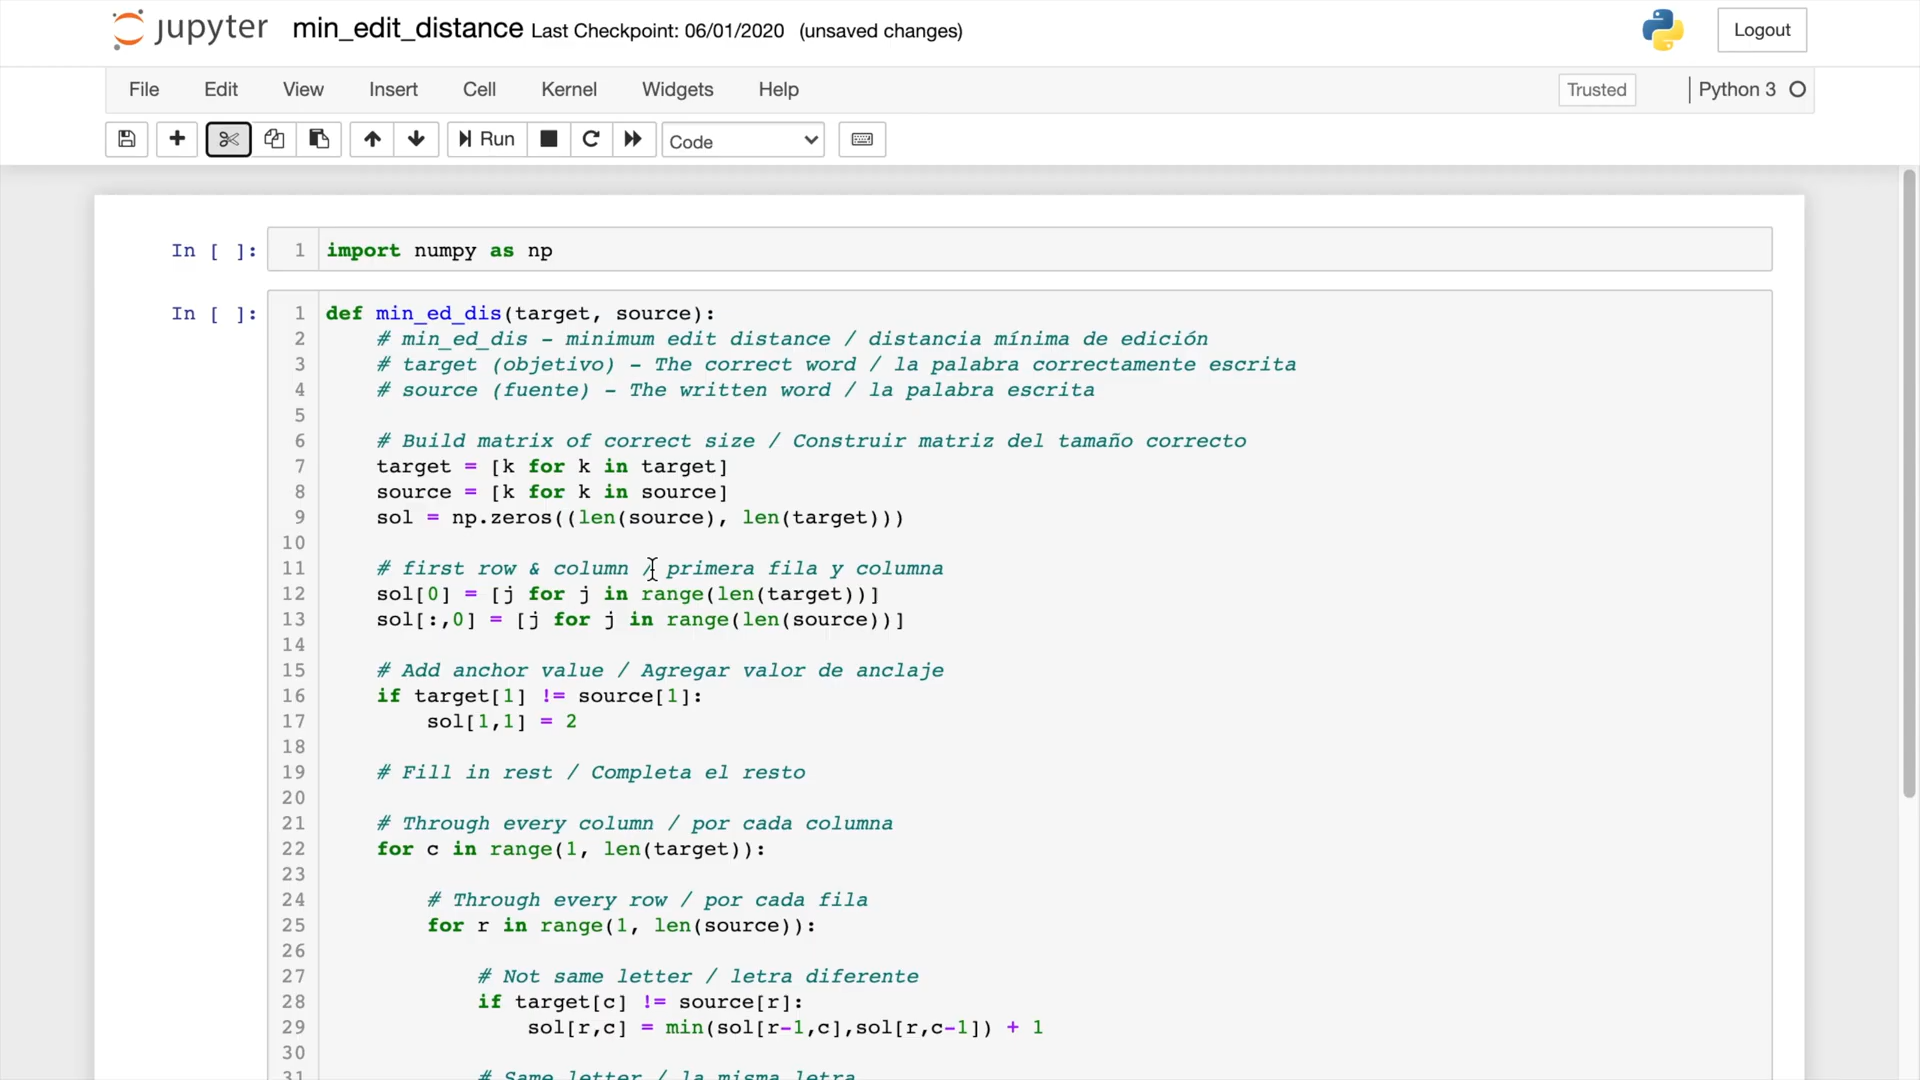 jupyter min_edit_distance Last Checkpoint: 06/01/2020 (unsaved changes) Logout
File Edit View Insert Cell Kernel Widgets Help Trusted Python 3
Run Code
In [ ]: 1 import numpy as np
In [ ]: 1 def min_ed_dis(target, source):
2 # min_ed_dis - minimum edit distance / distancia mínima de edición
3 # target (objetivo) - The correct word / la palabra correctamente escrita
4 # source (fuente) - The written word / la palabra escrita
5
6 # Build matrix of correct size / Construir matriz del tamaño correcto
7 target = [k for k in target]
8 source = [k for k in source]
9 sol = np.zeros((len(source), len(target)))
10
11 # first row & column / primera fila y columna
12 sol[0] = [j for j in range(len(target))]
13 sol[:,0] = [j for j in range(len(source))]
14
15 # Add anchor value / Agregar valor de anclaje
16 if target[1] != source[1]:
17 sol[1,1] = 2
18
19 # Fill in rest / Completa el resto
20
21 # Through every column / por cada columna
22 for c in range(1, len(target)):
23
24 # Through every row / por cada fila
25 for r in range(1, len(source)):
26
27 # Not same letter / letra diferente
28 if target[c] != source[r]:
29 sol[r,c] = min(sol[r-1,c],sol[r,c-1]) + 1
30
31 # Same letter / la misma letra